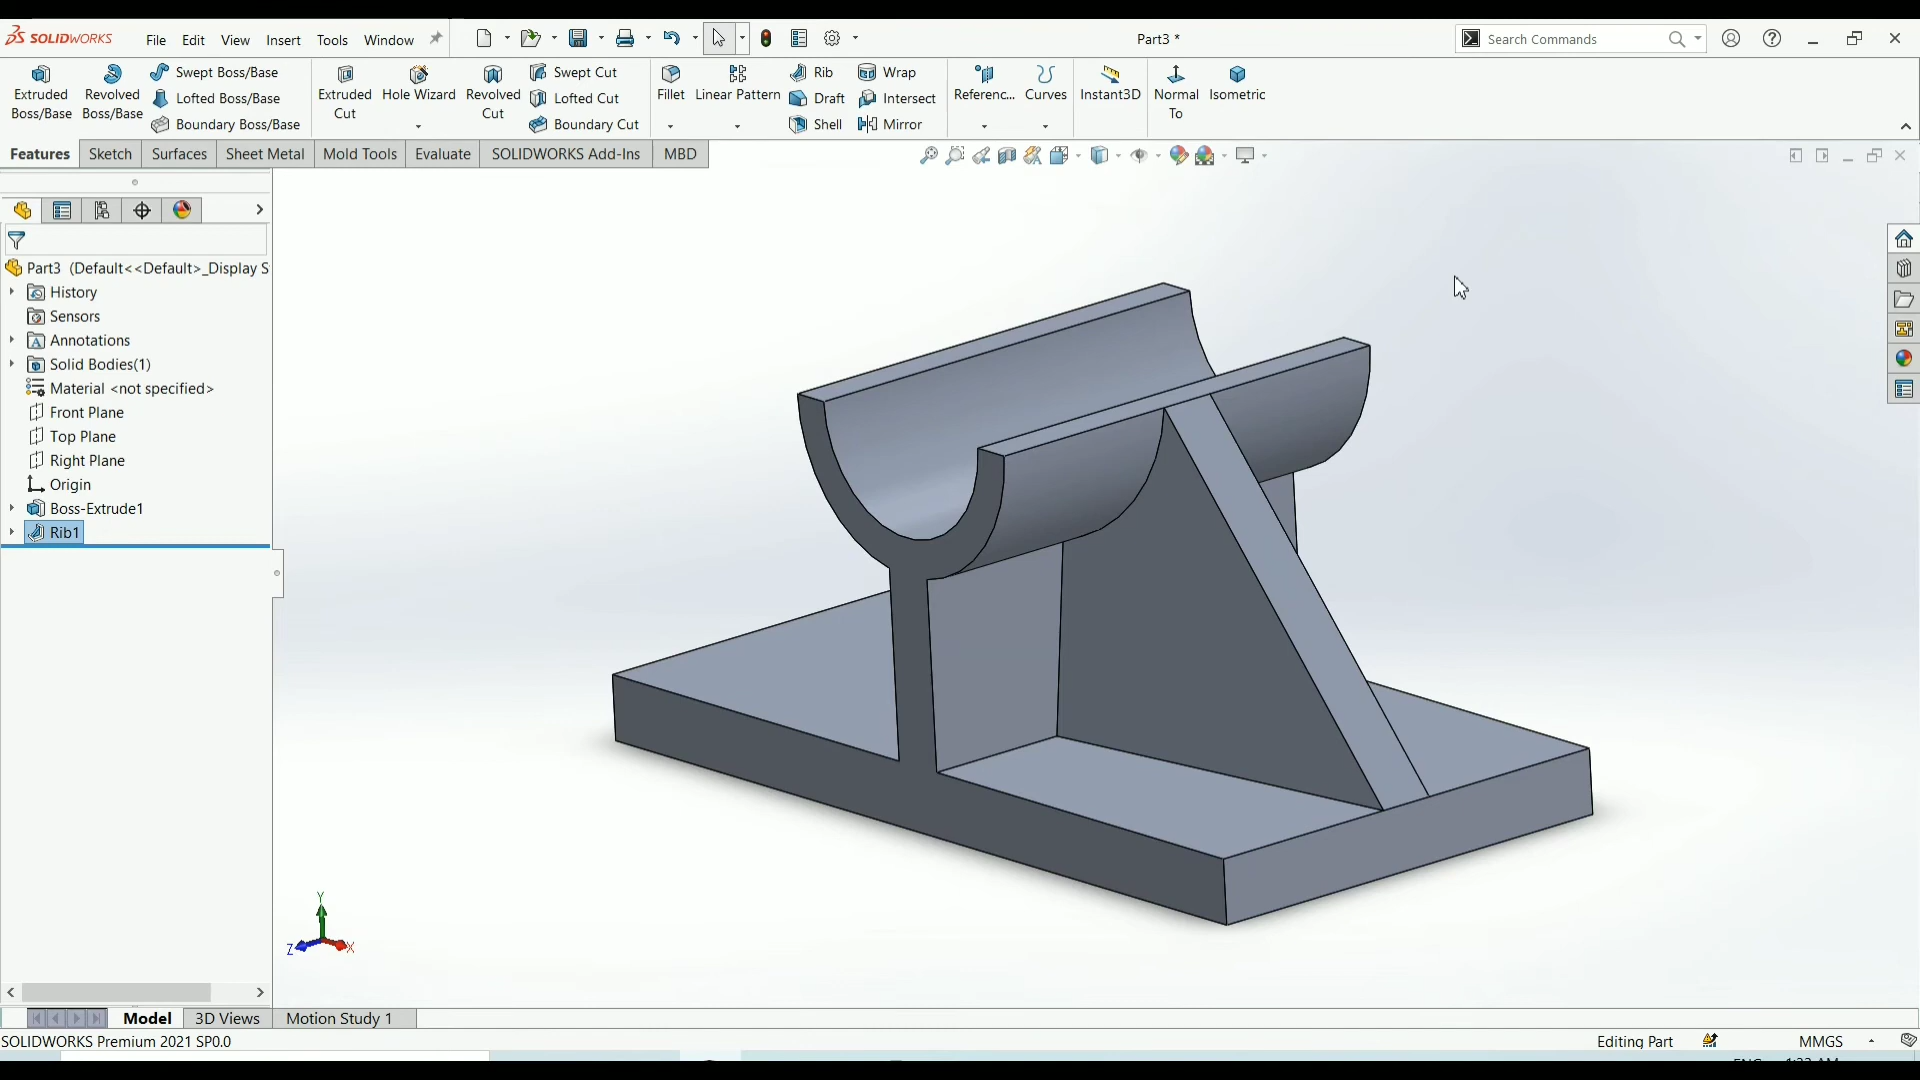 SOLIDWORKS File Edit View Insert Tools Window Part3 * Search Commands
Extruded Boss/Base
Revolved Boss/Base
Swept Boss/Base
Lofted Boss/Base
Boundary Boss/Base
Extruded Cut
Hole Wizard
Revolved Cut
Swept Cut
Lofted Cut
Boundary Cut
Fillet
Linear Pattern
Rib
Draft
Shell
Wrap
Intersect
Mirror
Referenc...
Curves
Instant3D
Normal To
Isometric
Features Sketch Surfaces Sheet Metal Mold Tools Evaluate SOLIDWORKS Add-Ins MBD
Part3 (Default<<Default>_Display S
History
Sensors
Annotations
Solid Bodies(1)
Material <not specified>
Front Plane
Top Plane
Right Plane
Origin
Boss-Extrude1
Rib1
Y
Z X
Model 3D Views Motion Study 1
SOLIDWORKS Premium 2021 SP0.0 Editing Part MMGS